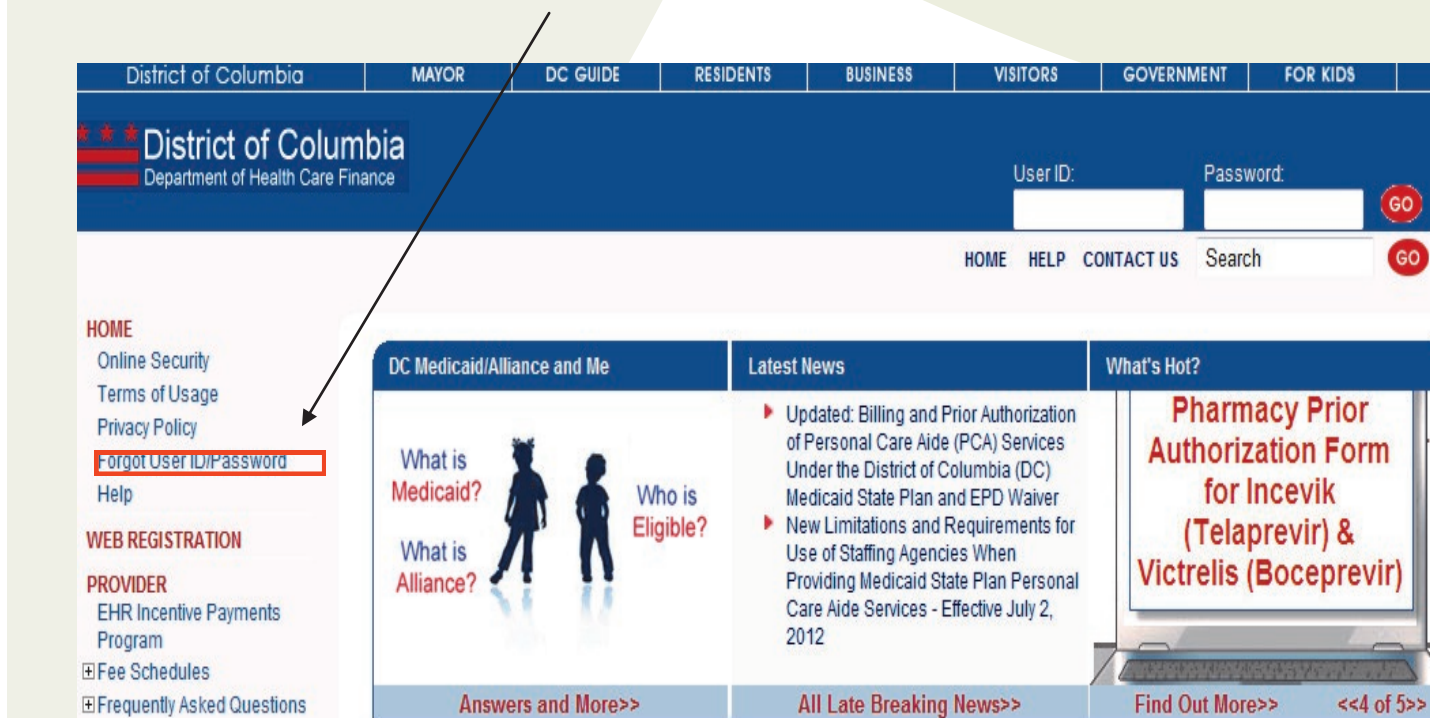 District of Columbia MAYOR DC GUIDE RESIDENTS BUSINESS VISITORS GOVERNMENT FOR KIDS
District of Columbia
Department of Health Care Finance
User ID: Password:
GO
HOME HELP CONTACT US Search GO
HOME
Online Security
Terms of Usage
Privacy Policy
Forgot User ID/Password
Help
WEB REGISTRATION
PROVIDER
EHR Incentive Payments
Program
Fee Schedules
Frequently Asked Questions
DC Medicaid/Alliance and Me
What is
Medicaid?
What is
Alliance?
Who is
Eligible?
Answers and More>>
Latest News
Updated: Billing and Prior Authorization
of Personal Care Aide (PCA) Services
Under the District of Columbia (DC)
Medicaid State Plan and EPD Waiver
New Limitations and Requirements for
Use of Staffing Agencies When
Providing Medicaid State Plan Personal
Care Aide Services - Effective July 2,
2012
All Late Breaking News>>
What's Hot?
Pharmacy Prior
Authorization Form
for Incevik
(Telaprevir) &
Victrelis (Boceprevir)
Find Out More>> <<4 of 5>>